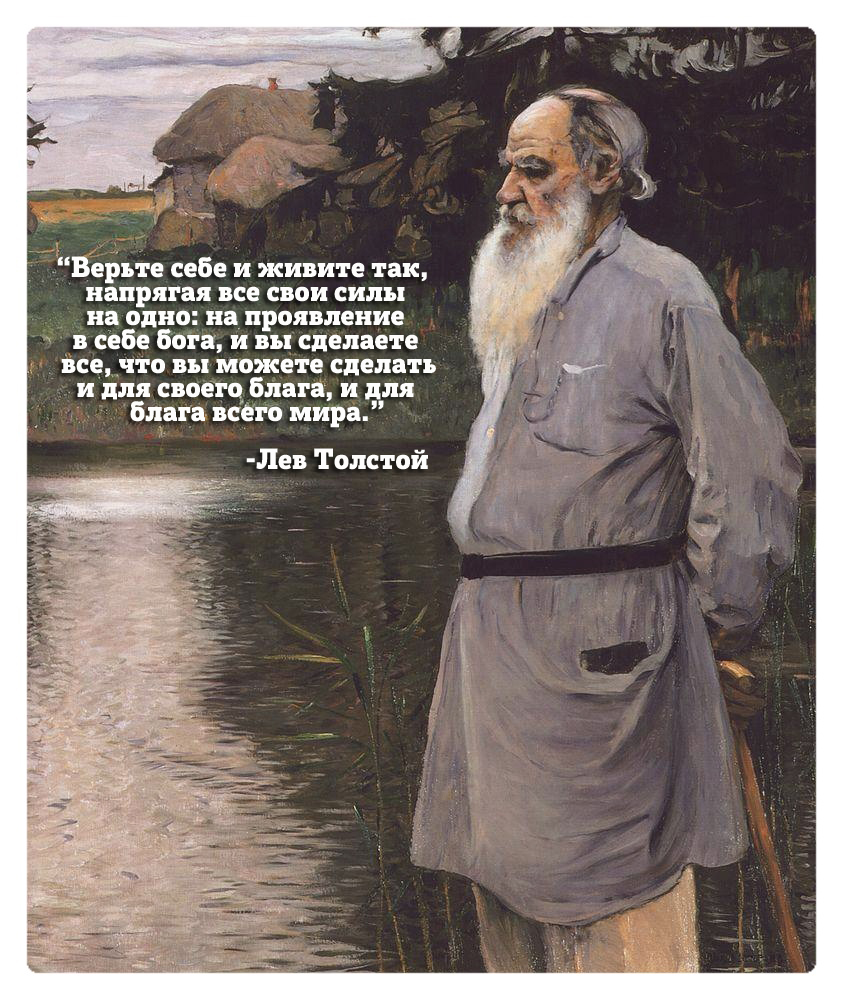 “Верьте себе и живите так,
напрягая все свои силы
на одно: на проявление
в себе бога, и вы сделаете
все, что вы можете сделать
и для своего блага, и для
блага всего мира.”
-Лев Толстой